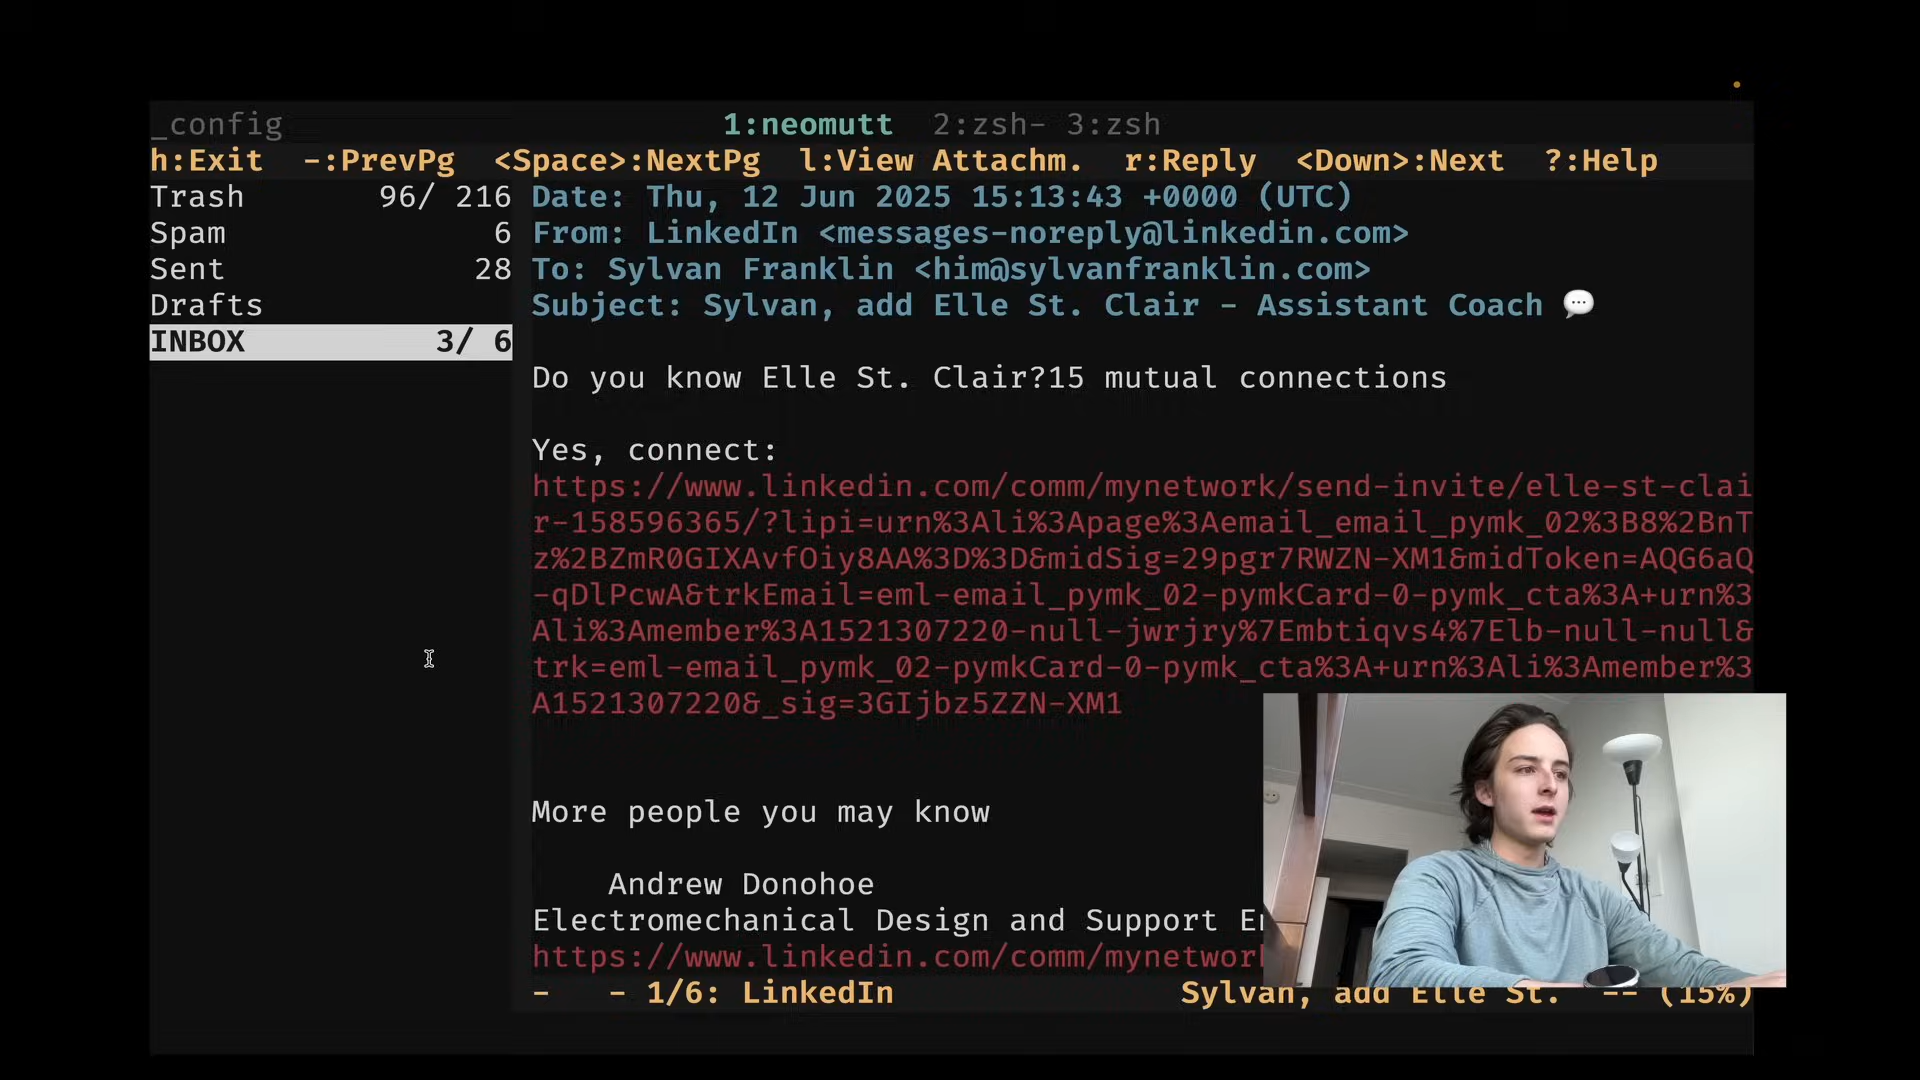 _config 1:neomutt 2:zsh- 3:zsh
h:Exit -:PrevPg <Space>:NextPg l:View Attachm. r:Reply <Down>:Next ?:Help
Trash 96/ 216
Spam 6
Sent 28
Drafts
INBOX 3/ 6
Date: Thu, 12 Jun 2025 15:13:43 +0000 (UTC)
From: LinkedIn <messages-noreply@linkedin.com>
To: Sylvan Franklin <him@sylvanfranklin.com>
Subject: Sylvan, add Elle St. Clair - Assistant Coach 💬
Do you know Elle St. Clair?15 mutual connections
Yes, connect:
https://www.linkedin.com/comm/mynetwork/send-invite/elle-st-clai
r-158596365/?lipi=urn%3Ali%3Apage%3Aemail_email_pymk_02%3B8%2BnT
z%2BZmR0GIXAvfOiy8AA%3D%3D&midSig=29pgr7RWZN-XM1&midToken=AQG6aQ
-qDlPcwA&trkEmail=eml-email_pymk_02-pymkCard-0-pymk_cta%3A+urn%3
Ali%3Amember%3A1521307220-null-jwrjry%7Embtiqvs4%7Elb-null-null&
trk=eml-email_pymk_02-pymkCard-0-pymk_cta%3A+urn%3Ali%3Amember%3
A1521307220&_sig=3GIjbz5ZZN-XM1
More people you may know
Andrew Donohoe
Electromechanical Design and Support
https://www.linkedin.com/comm/mynetwor
- - 1/6: LinkedIn Sylvan, add Elle St. -- (15%)